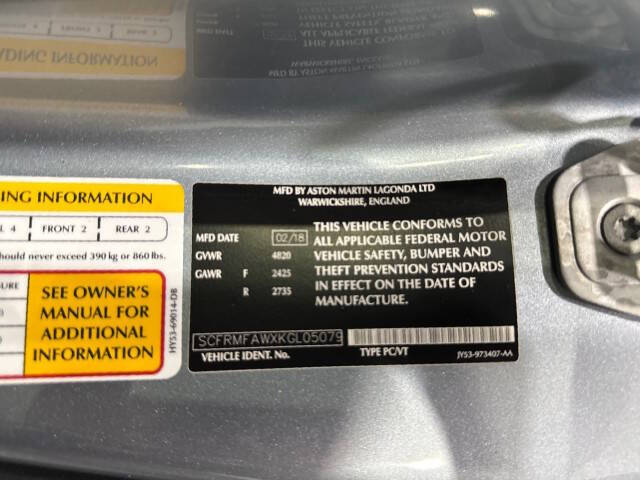 ING INFORMATION
L 4 FRONT 2 REAR 2
ould never exceed 390 kg or 860 lbs.
SURE
SEE OWNER'S
MANUAL FOR
ADDITIONAL
INFORMATION
HY53-69014-DB
MFD BY ASTON MARTIN LAGONDA LTD
WARWICKSHIRE, ENGLAND
MFD DATE 02/18
GVWR 4820
GAWR F 2425
R 2735
THIS VEHICLE CONFORMS TO
ALL APPLICABLE FEDERAL MOTOR
VEHICLE SAFETY, BUMPER AND
THEFT PREVENTION STANDARDS
IN EFFECT ON THE DATE OF
MANUFACTURE.
SCFRMFAWXKGL05079
VEHICLE IDENT. No. TYPE PC/VT JY53-973407-AA